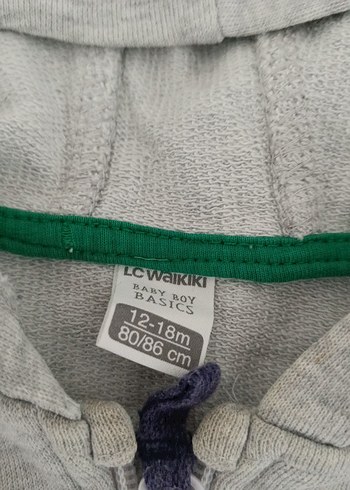 LC Waikiki
BABY BOY
BASICS
12-18m
80/86 cm